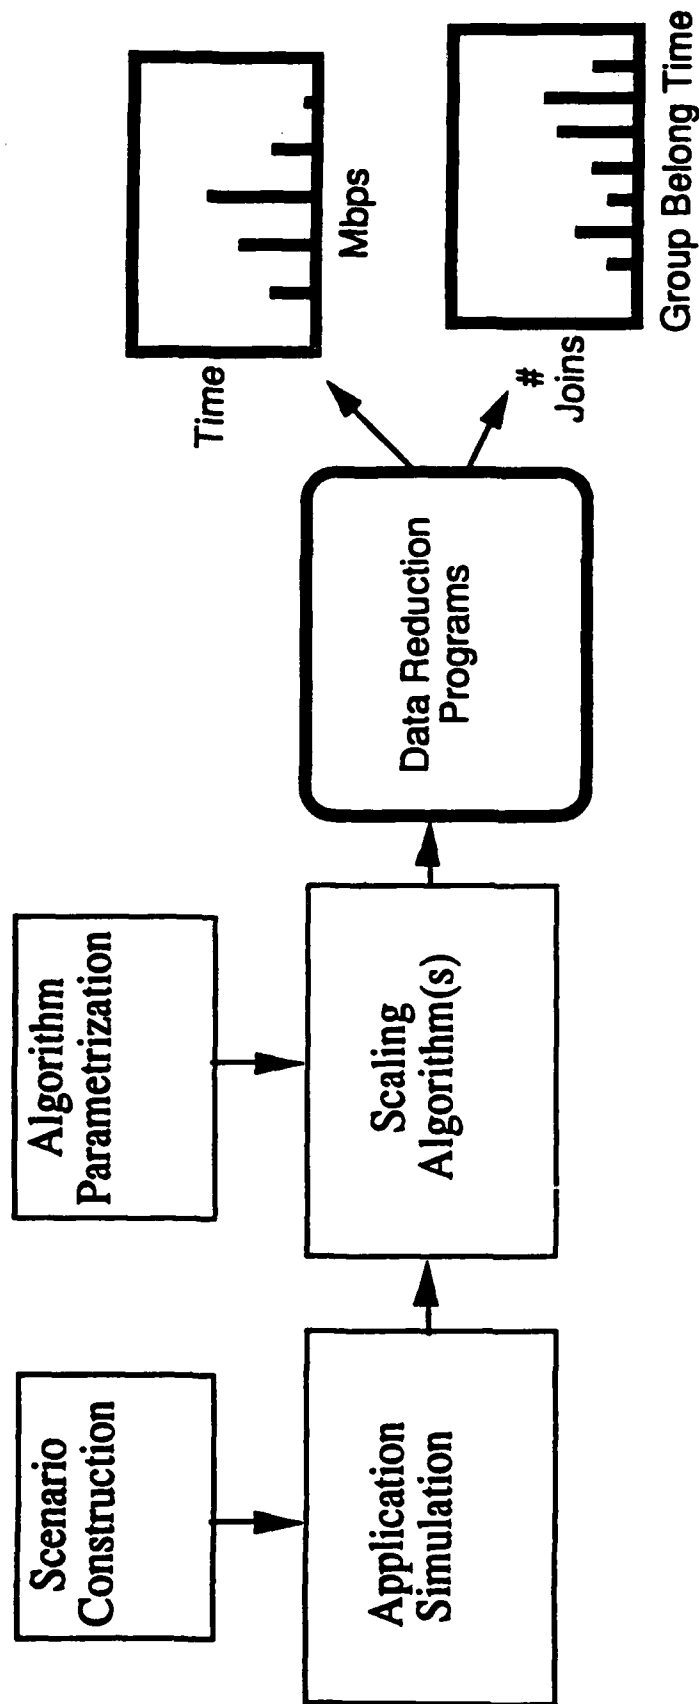 Scenario
Construction
Algorithm
Parametrization
Application
Simulation
Scaling
Algorithm(s)
Data Reduction
Programs
Time
Mbps
#
Joins
Group Belong Time